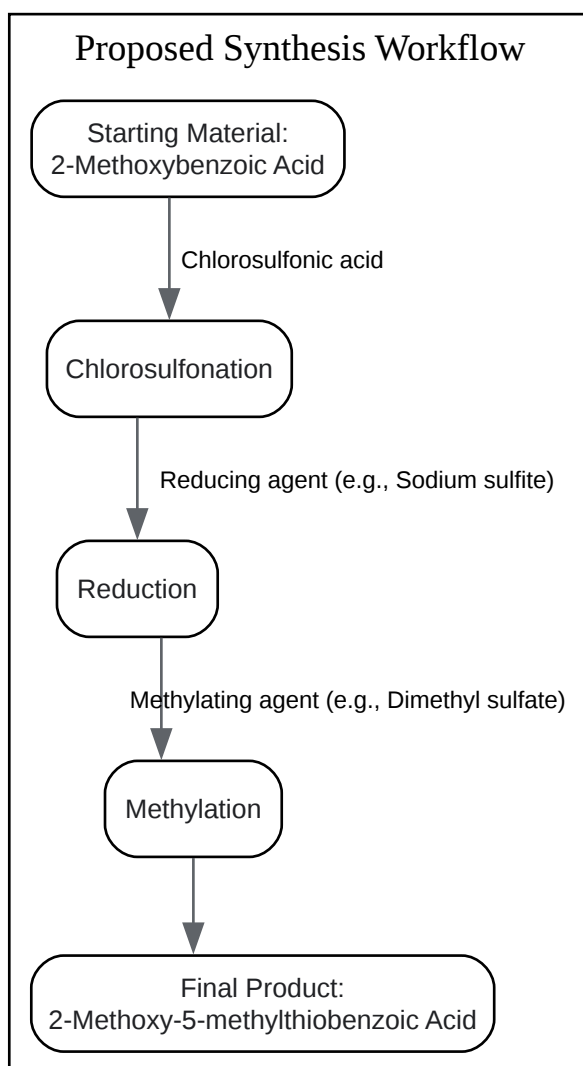 Proposed Synthesis Workflow
Starting Material:
2-Methoxybenzoic Acid
Chlorosulfonic acid
Chlorosulfonation
Reducing agent (e.g., Sodium sulfite)
Reduction
Methylating agent (e.g., Dimethyl sulfate)
Methylation
Final Product:
2-Methoxy-5-methylthiobenzoic Acid